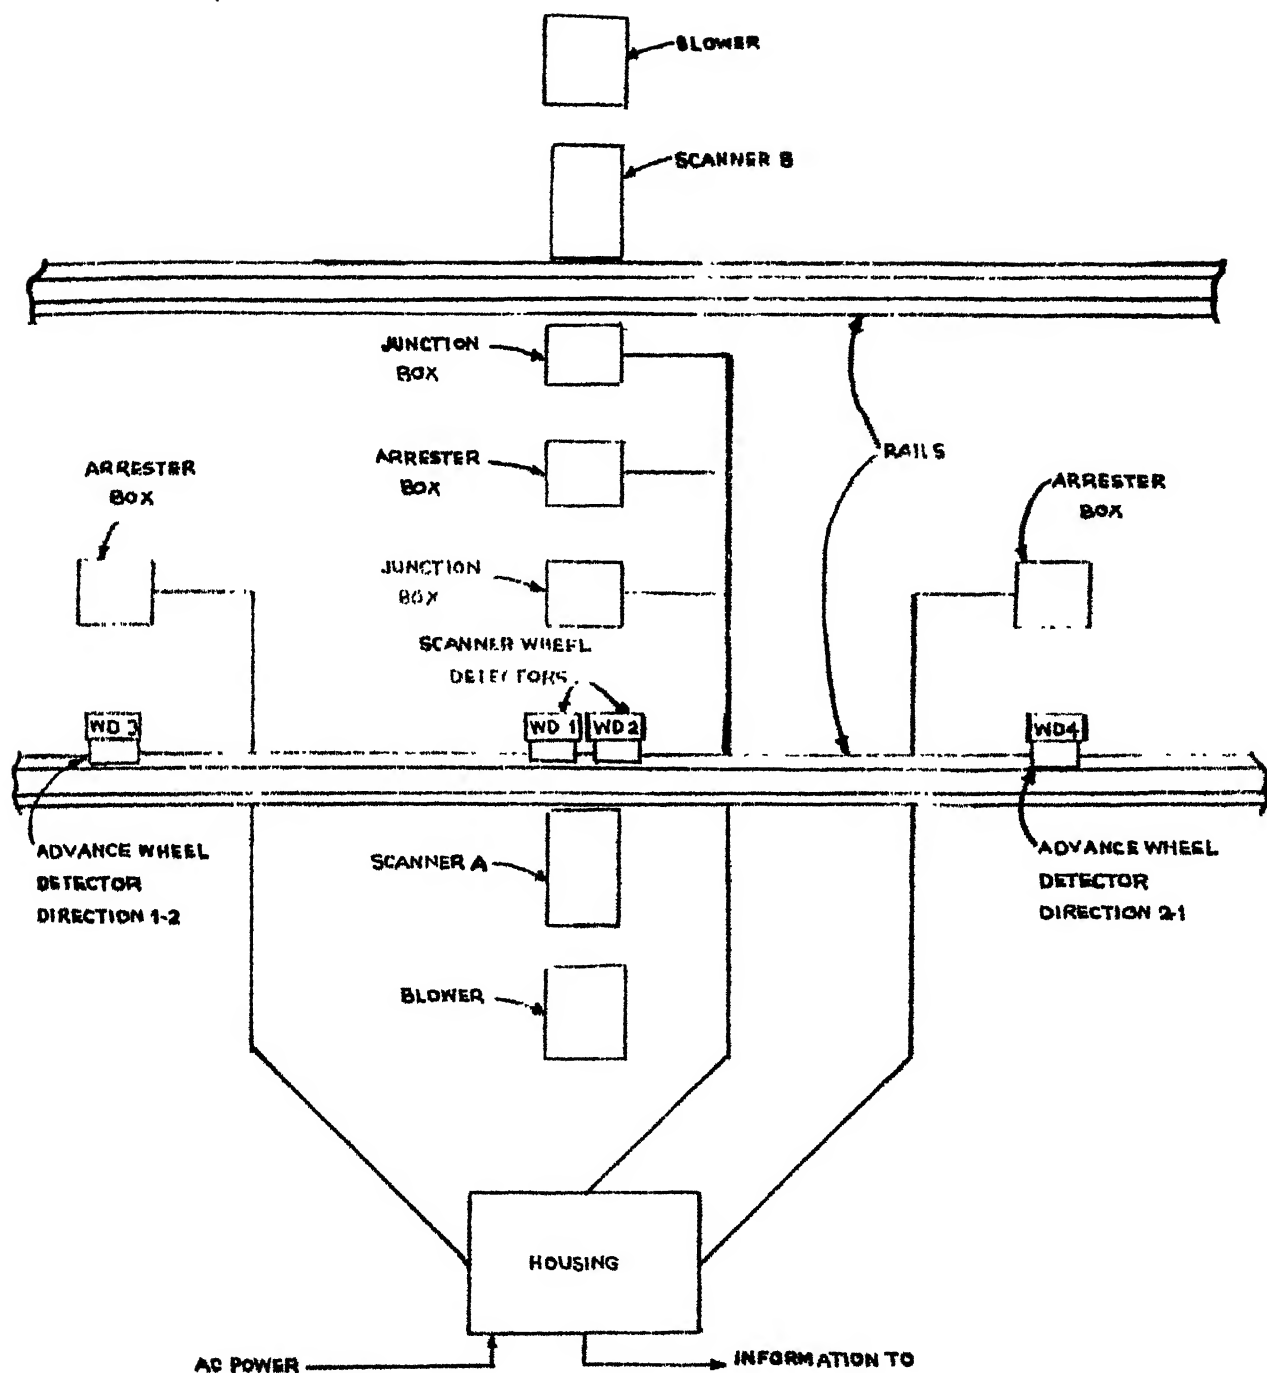 BLOWER
SCANNER B
JUNCTION
BOX
ARRESTER
BOX
RAILS
ARRESTER
BOX
ARRESTER
BOX
JUNCTION
BOX
SCANNER WHEEL
DETECTORS
WD 3
WD 1
WD 2
WD4
ADVANCE WHEEL
DETECTOR
DIRECTION 1-2
SCANNER A
ADVANCE WHEEL
DETECTOR
DIRECTION 2-1
BLOWER
HOUSING
AC POWER
INFORMATION TO